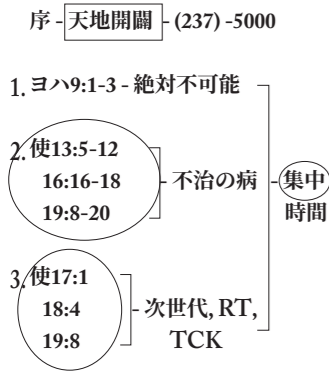 序 - 天地開闢 - (237) -5000
1. ヨハ9:1-3 - 絶対不可能
2. 使13:5-12
16:16-18 - 不治の病 - 集中
19:8-20 時間
3. 使17:1
18:4 - 次世代, RT,
19:8 TCK